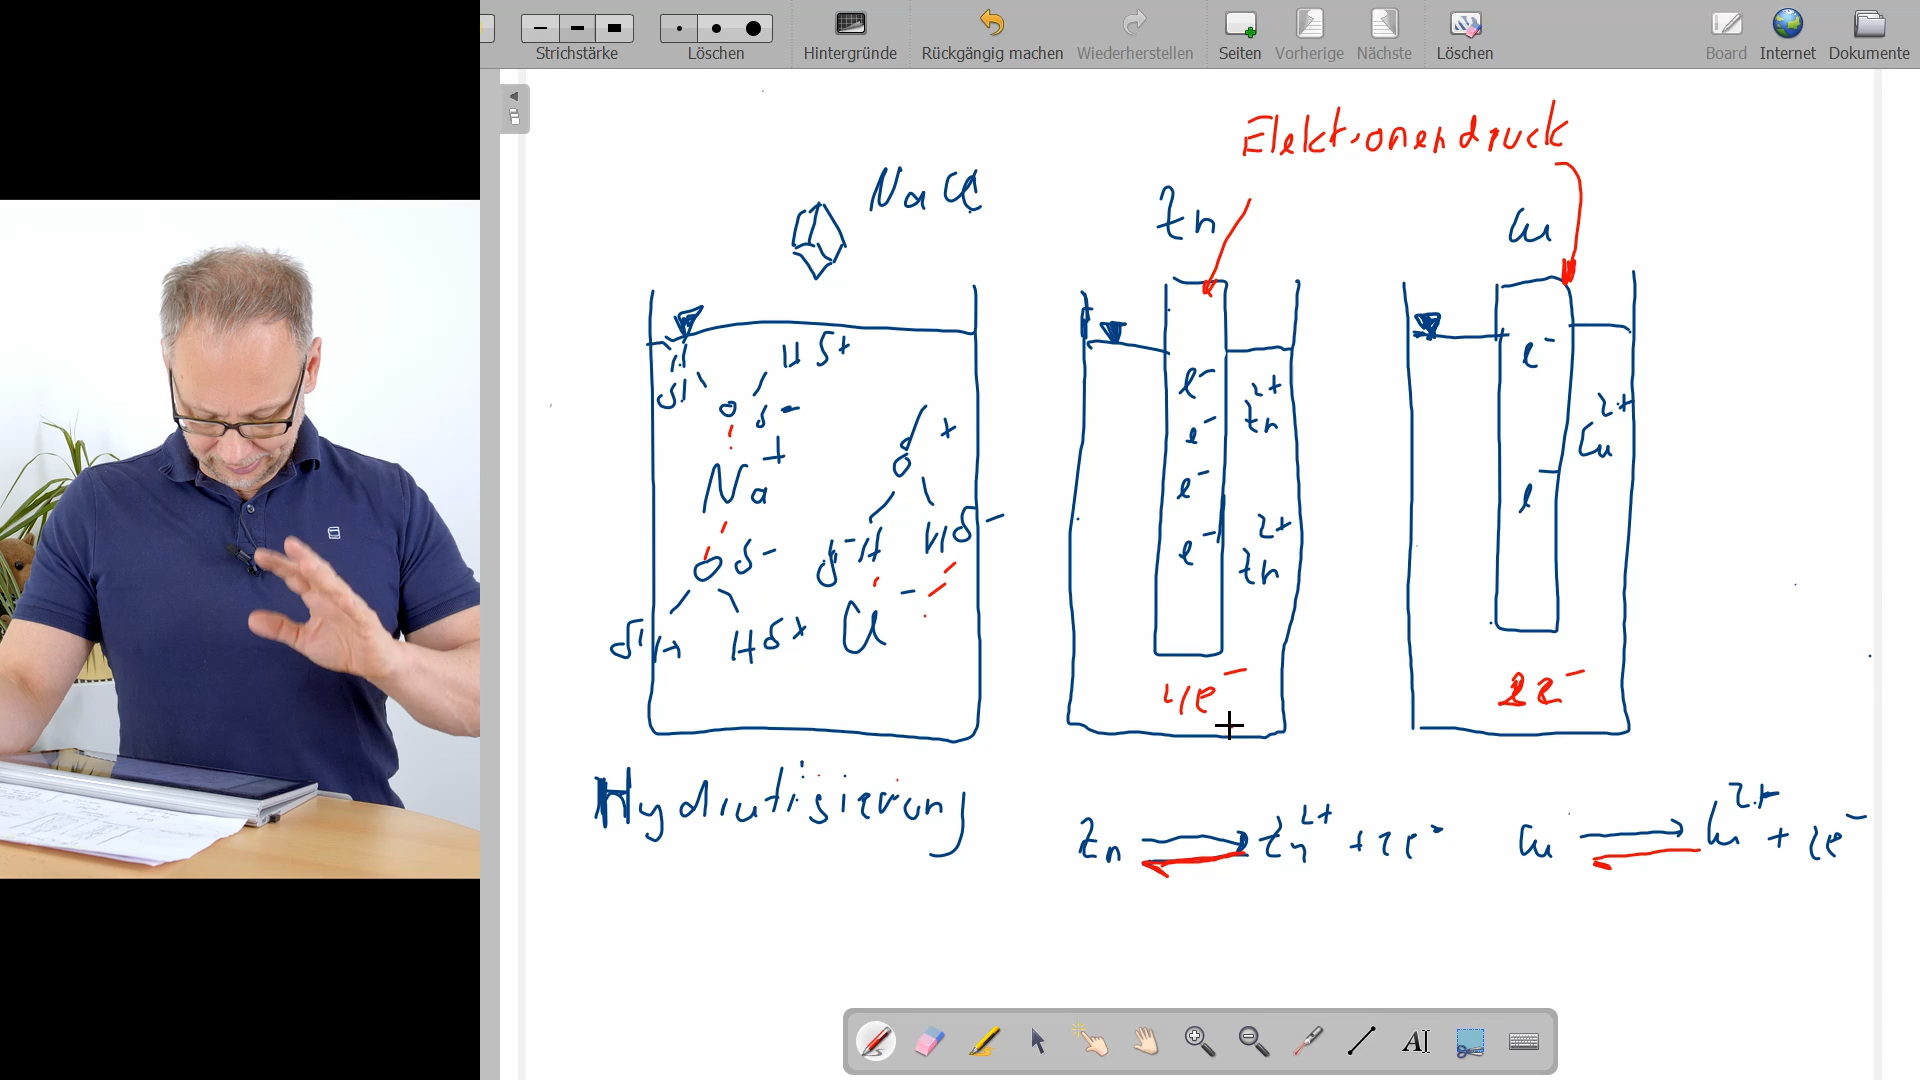 Strichstärke
Löschen
Hintergründe
Rückgängig machen
Wiederherstellen
Seiten
Vorherige
Nächste
Löschen
Board
Internet
Dokumente
Elektronendruck
NaCl
Zn
Cu
H
δ+
H δ+
O δ-
Na+
O δ-
δ+ H
H δ+
δ+
O
δ- H
H δ-
Cl-
e-
e-
e-
e-
Zn2+
Zn2+
4e-
e-
e-
Cu2+
2e-
Hydratisierung
Zn ⇌ Zn2+ + 2e-
Cu ⇌ Cu2+ + 2e-
AI